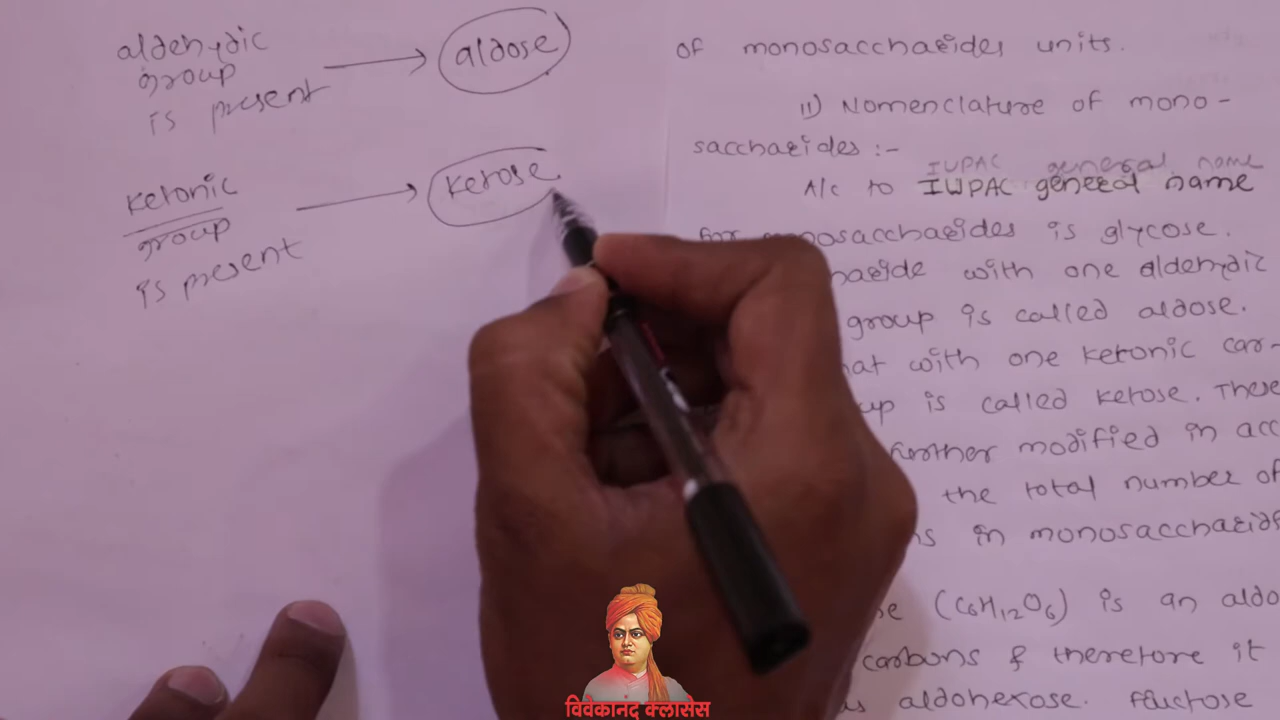 aldehydic
group
is present
aldose
ketonic
group
is present
ketose
of monosaccharides units.
11) Nomenclature of mono-
saccharides :-
IUPAC general name
A/c to IUPAC general name
for monosaccharides is glycose.
with one aldehydic
group is called aldose.
with one ketonic car-
is called ketose. These
further modified in acc
the total number of
in monosaccharide
(C6H12O6) is an aldo
carbons & therefore it
aldohexose. Fructose
विवेकानंद क्लासेस